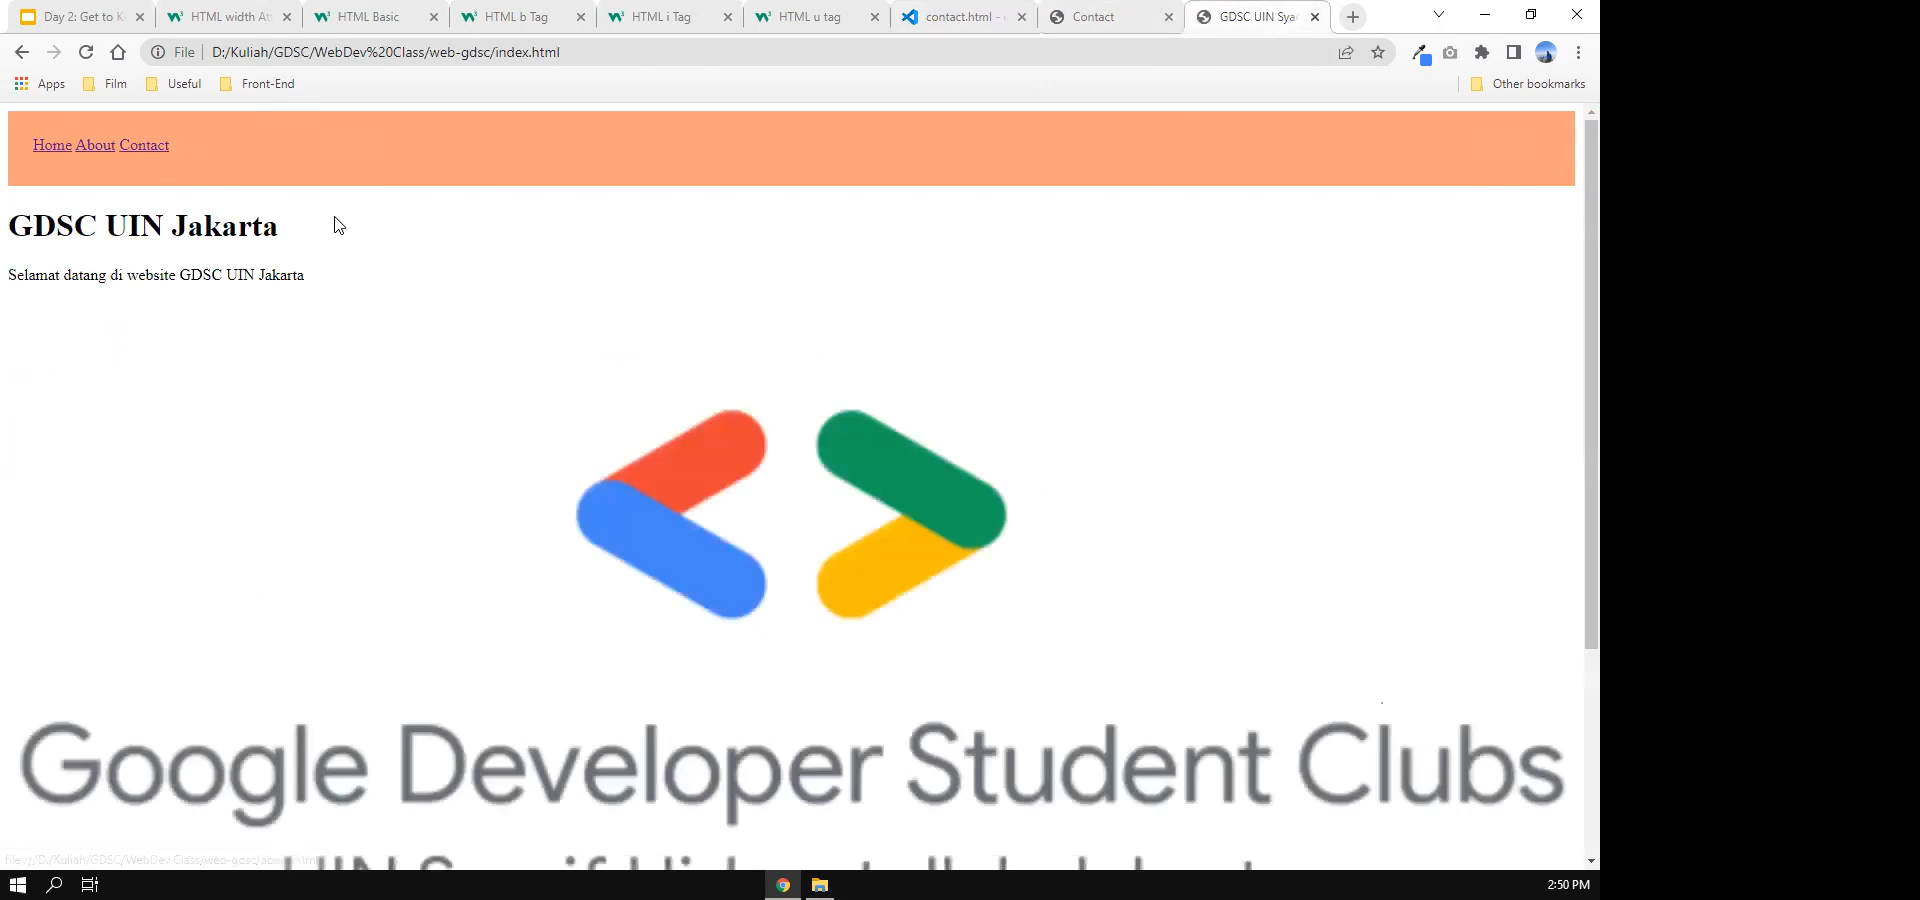 Day 2: Get to K
HTML width At
HTML Basic
HTML b Tag
HTML i Tag
HTML u tag
contact.html -
Contact
GDSC UIN Sya
File
D:/Kuliah/GDSC/WebDev%20Class/web-gdsc/index.html
Apps
Film
Useful
Front-End
Other bookmarks
Home About Contact
GDSC UIN Jakarta
Selamat datang di website GDSC UIN Jakarta
Google Developer Student Clubs
2:50 PM